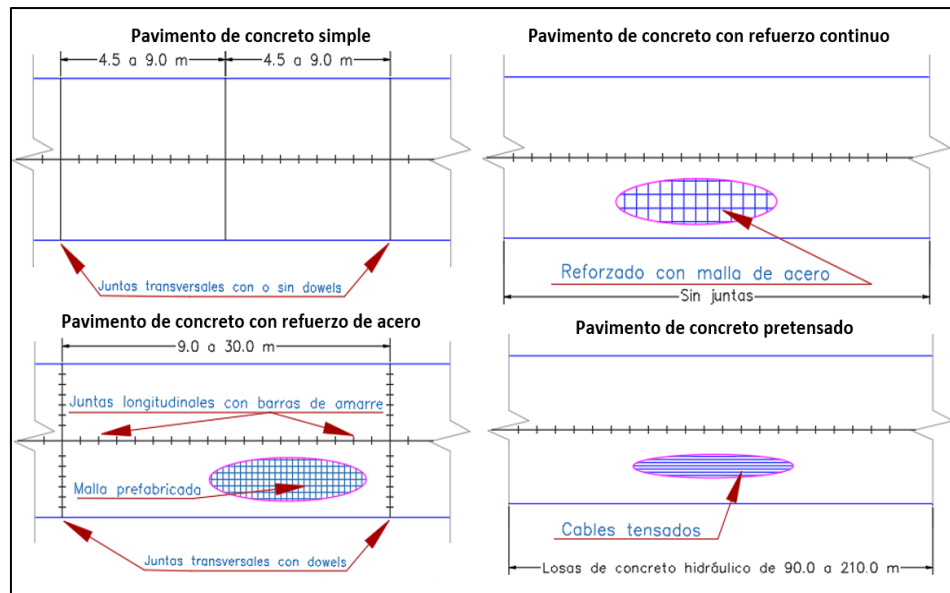 Pavimento de concreto simple
4.5 a 9.0 m
4.5 a 9.0 m
Juntas transversales con o sin dowels
Pavimento de concreto con refuerzo continuo
Reforzado con malla de acero
Sin juntas
Pavimento de concreto con refuerzo de acero
9.0 a 30.0 m
Juntas longitudinales con barras de amarre
Malla prefabricada
Juntas transversales con dowels
Pavimento de concreto pretensado
Cables tensados
Losas de concreto hidráulico de 90.0 a 210.0 m